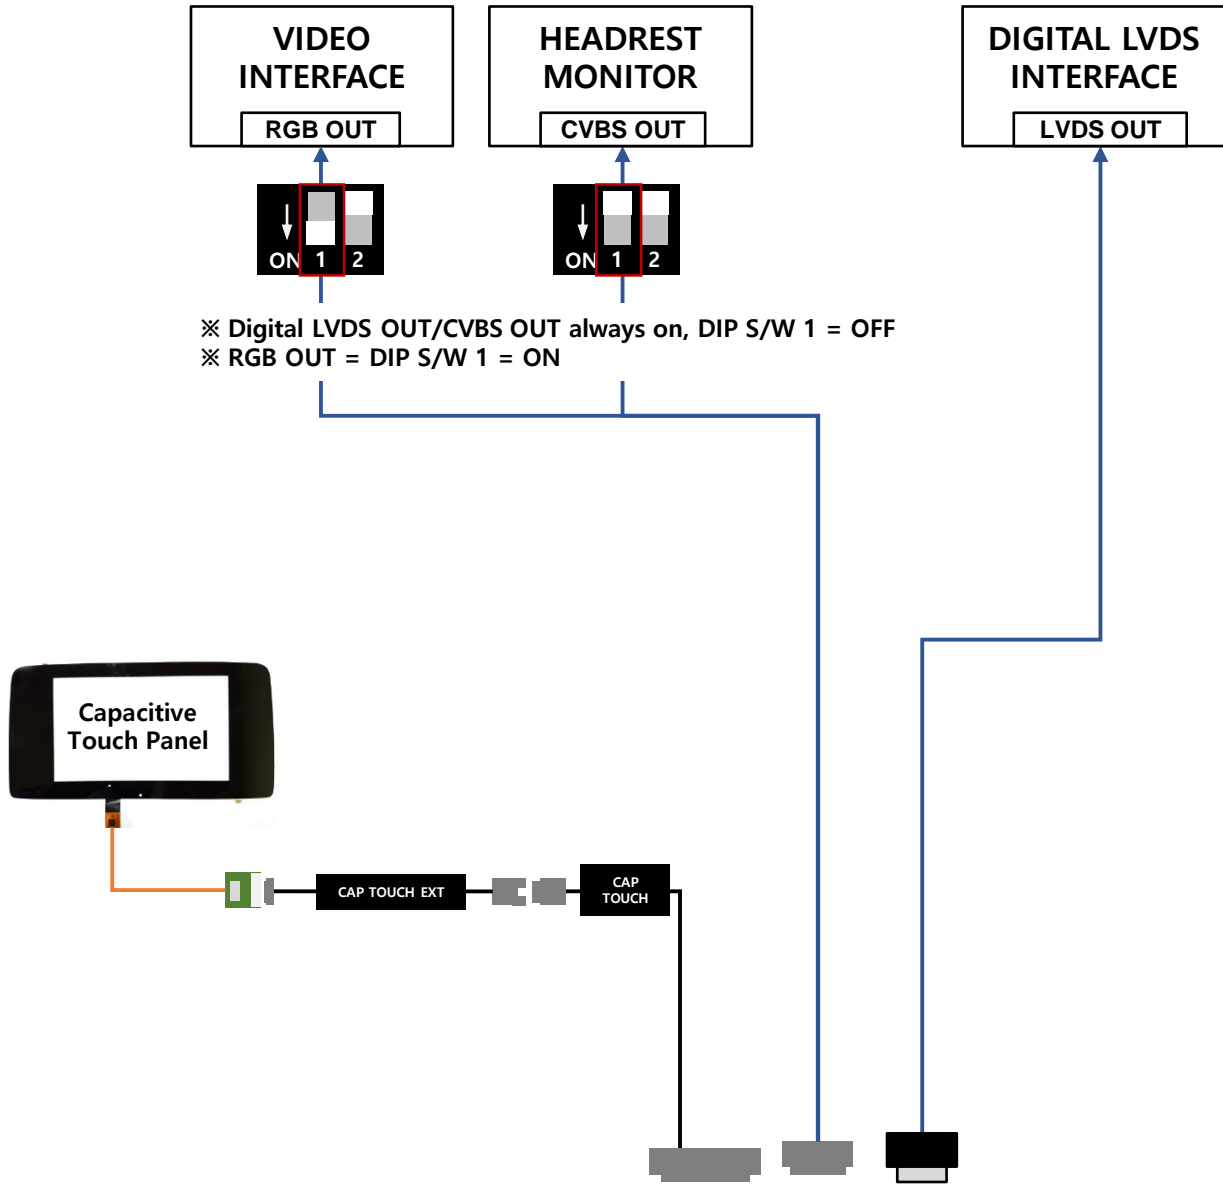 VIDEO
INTERFACE
RGB OUT
HEADREST
MONITOR
CVBS OUT
DIGITAL LVDS
INTERFACE
LVDS OUT
ON 1 2
ON 1 2
※ Digital LVDS OUT/CVBS OUT always on, DIP S/W 1 = OFF
※ RGB OUT = DIP S/W 1 = ON
Capacitive
Touch Panel
CAP TOUCH EXT
CAP
TOUCH